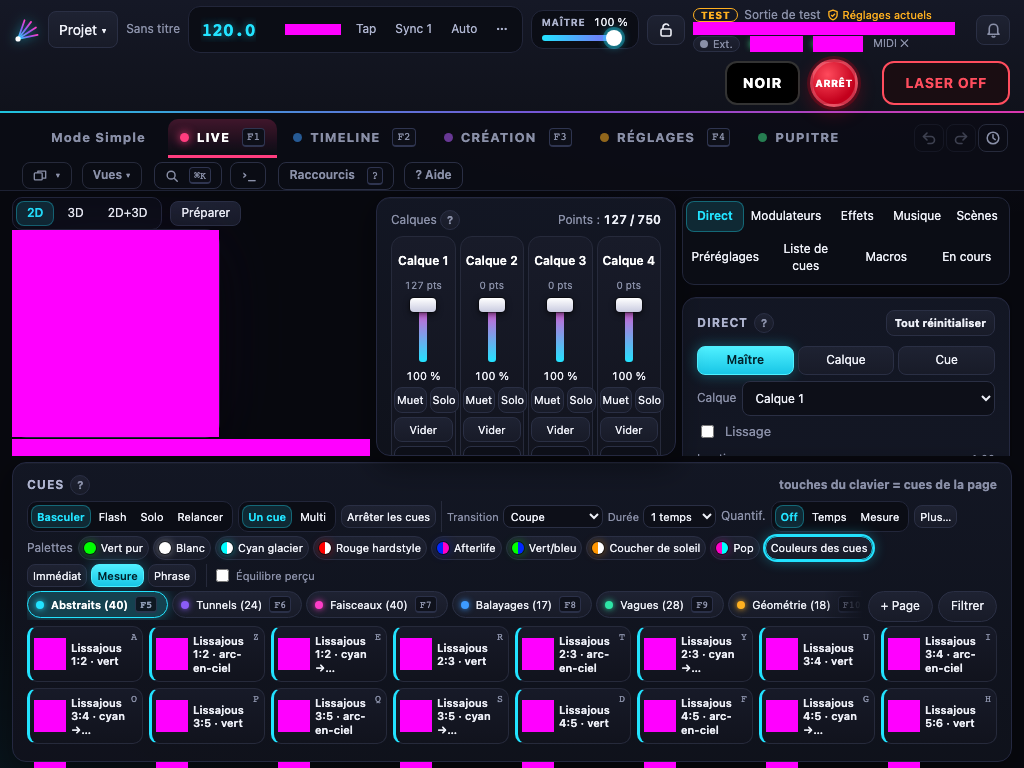 Projet ▾ Sans titre 120.0 Tap Sync 1 Auto ··· MAÎTRE 100 % TEST Sortie de test Réglages actuels
Ext. MIDI ✕
NOIR ARRÊT LASER OFF
Mode Simple LIVE F1 TIMELINE F2 CRÉATION F3 RÉGLAGES F4 PUPITRE
▾ Vues ▾ ⌘K ›_ Raccourcis ? ? Aide
2D 3D 2D+3D Préparer
Calques ? Points : 127 / 750
Calque 1 Calque 2 Calque 3 Calque 4
127 pts 0 pts 0 pts 0 pts
100 % 100 % 100 % 100 %
Muet Solo Muet Solo Muet Solo Muet Solo
Vider Vider Vider Vider
Direct Modulateurs Effets Musique Scènes
Préréglages Liste de cues Macros En cours
DIRECT ? Tout réinitialiser
Maître Calque Cue
Calque Calque 1
Lissage
CUES ? touches du clavier = cues de la page
Basculer Flash Solo Relancer Un cue Multi Arrêter les cues Transition Coupe Durée 1 temps Quantif. Off Temps Mesure Plus...
Palettes Vert pur Blanc Cyan glacier Rouge hardstyle Afterlife Vert/bleu Coucher de soleil Pop Couleurs des cues
Immédiat Mesure Phrase Équilibre perçu
Abstraits (40) F5 Tunnels (24) F6 Faisceaux (40) F7 Balayages (17) F8 Vagues (28) F9 Géométrie (18) F10 + Page Filtrer
Lissajous 1:2 · vert A
Lissajous 1:2 · arc-en-ciel Z
Lissajous 1:2 · cyan →... E
Lissajous 2:3 · vert R
Lissajous 2:3 · arc-en-ciel T
Lissajous 2:3 · cyan →... Y
Lissajous 3:4 · vert U
Lissajous 3:4 · arc-en-ciel I
Lissajous 3:4 · cyan →... O
Lissajous 3:5 · vert P
Lissajous 3:5 · arc-en-ciel Q
Lissajous 3:5 · cyan →... S
Lissajous 4:5 · vert D
Lissajous 4:5 · arc-en-ciel F
Lissajous 4:5 · cyan →... G
Lissajous 5:6 · vert H